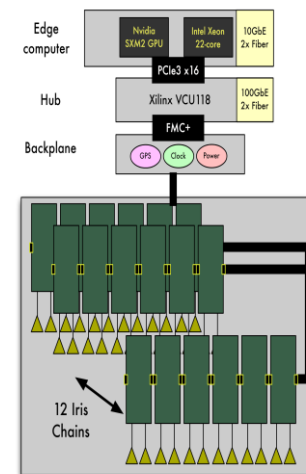 Edge
computer
Nvidia
SXM2 GPU
Intel Xeon
22-core
10GbE
2x Fiber
PCIe3 x16
Hub
Xilinx VCU118
100GbE
2x Fiber
FMC+
Backplane
GPS
Clock
Power
12 Iris
Chains